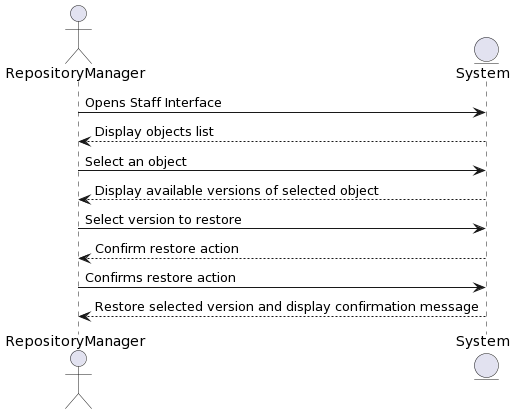 RepositoryManager
System
Opens Staff Interface
Display objects list
Select an object
Display available versions of selected object
Select version to restore
Confirm restore action
Confirms restore action
Restore selected version and display confirmation message
RepositoryManager
System